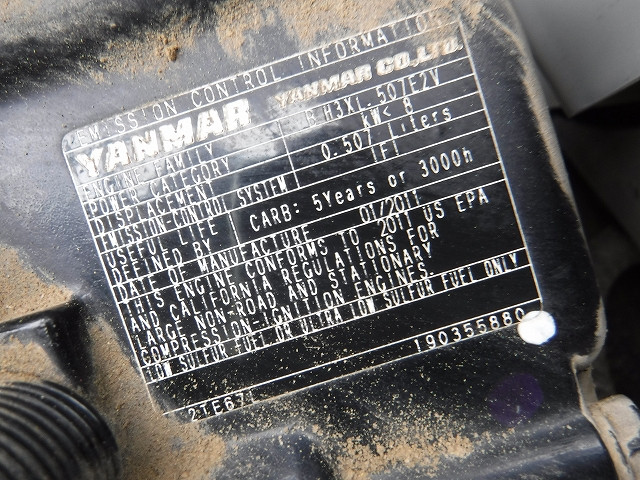 EMISSION CONTROL INFORMATION
YANMAR YANMAR CO.,LTD.
ENGINE FAMILY BYH3XL.507E2V
POWER CATEGORY kW< 8
DISPLACEMENT 0.507 Liters
EMISSION-CONTROL SYSTEM IFI
USEFUL LIFE
DEFINED BY CARB: 5Years or 3000h
DATE OF MANUFACTURE 01/2011
THIS ENGINE CONFORMS TO 2011 US EPA
AND CALIFORNIA REGULATIONS FOR
LARGE NON-ROAD AND STATIONARY
COMPRESSION-IGNITION ENGINES.
LOW SULFUR FUEL OR ULTRA LOW SULFUR FUEL ONLY
190355880